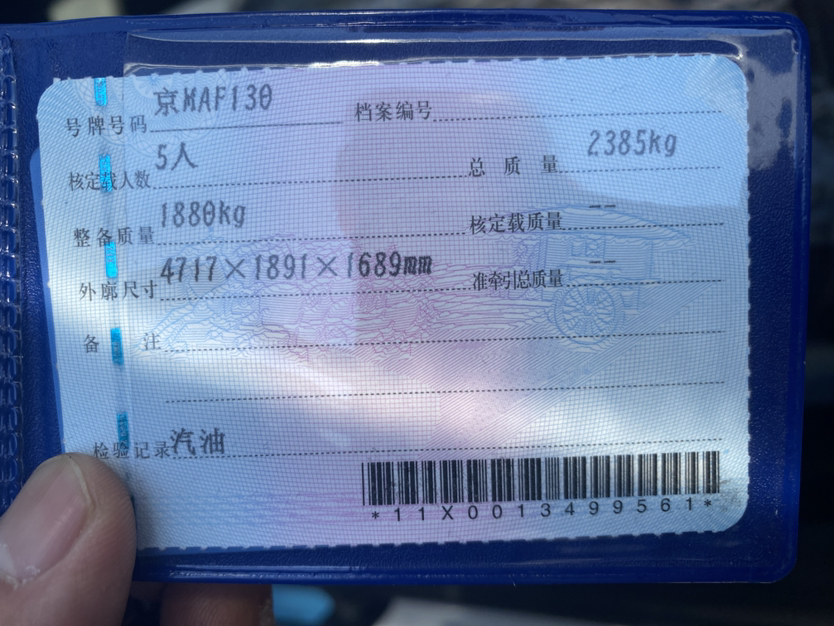 号牌号码 京MAF130 档案编号
核定载人数 5人 总质量 2385kg
整备质量 1880kg 核定载质量 --
外廓尺寸 4717×1891×1689mm 准牵引总质量 --
备注
检验记录 汽油
*11X0013499561*